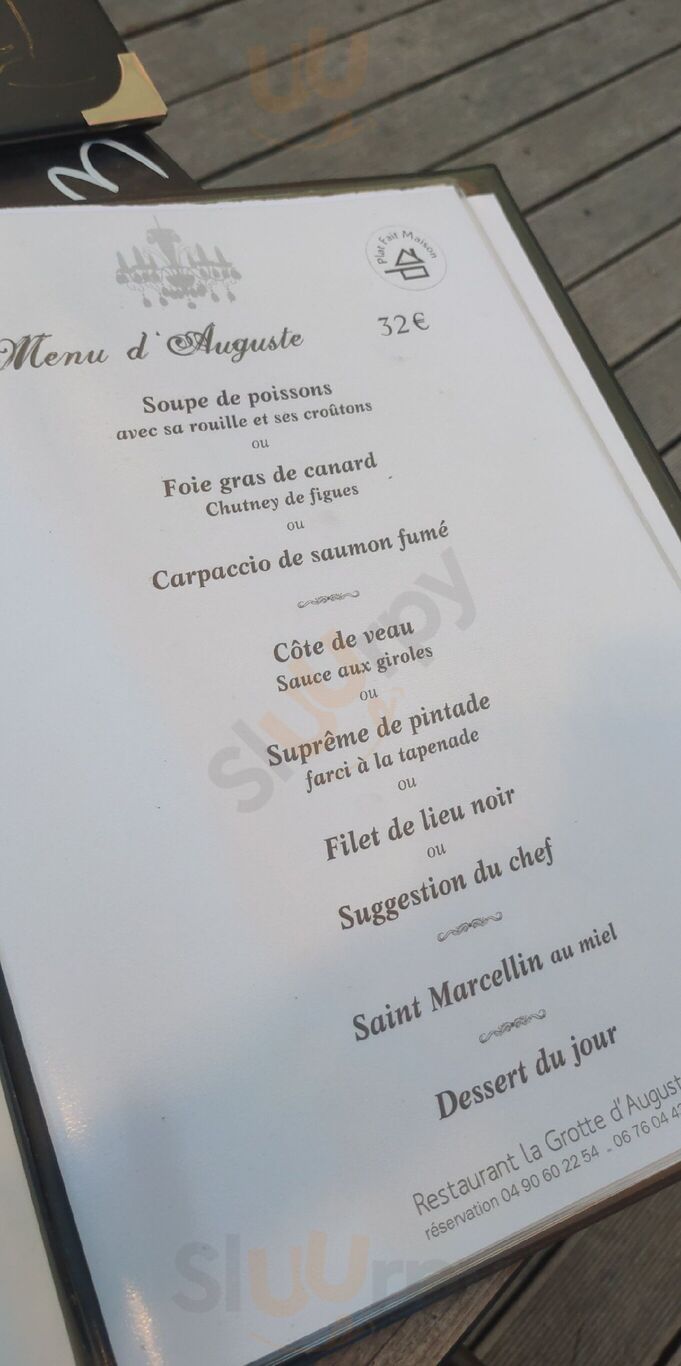 Plat Fait Maison
Menu d'Auguste 32€
Soupe de poissons
avec sa rouille et ses croûtons
ou
Foie gras de canard
Chutney de figues
ou
Carpaccio de saumon fumé
Côte de veau
Sauce aux giroles
ou
Suprême de pintade
farci à la tapenade
ou
Filet de lieu noir
ou
Suggestion du chef
Saint Marcellin au miel
Dessert du jour
Restaurant la Grotte d'August
réservation 04 90 60 22 54 - 06 76 04 42
Sluurpy